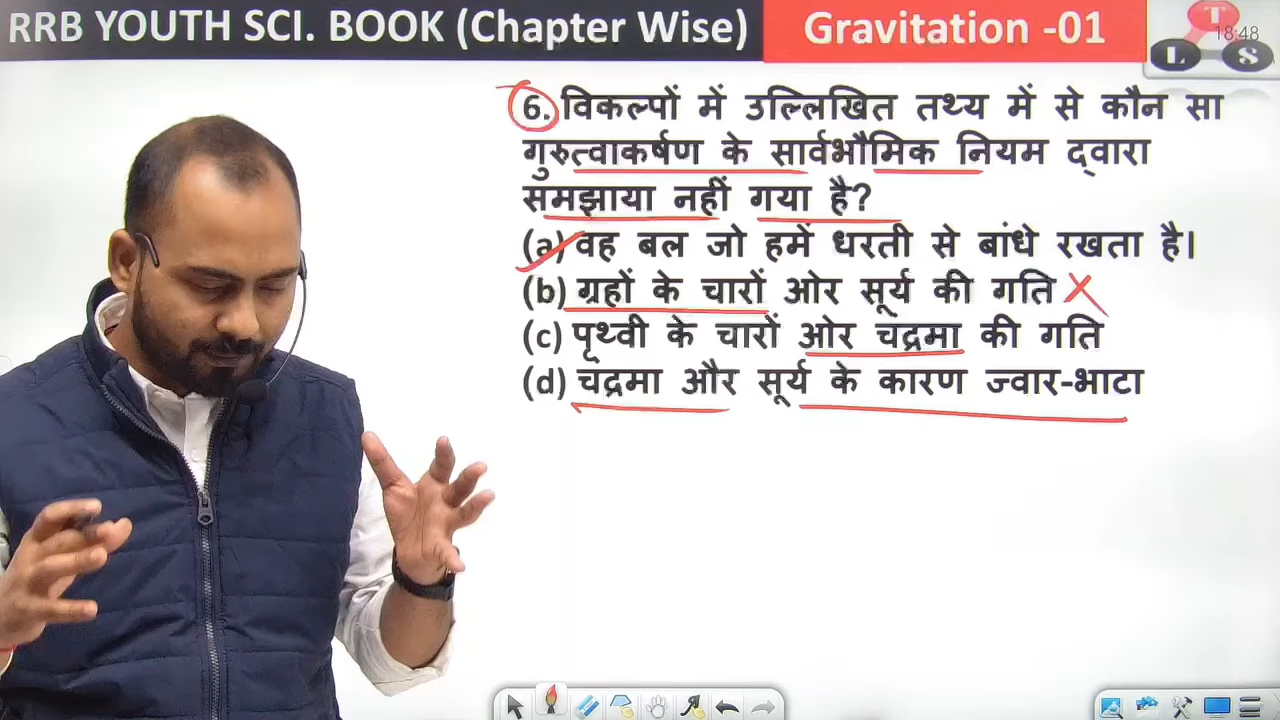 RRB YOUTH SCI. BOOK (Chapter Wise)
Gravitation -01
T
18:48
L S
6. विकल्पों में उल्लिखित तथ्य में से कौन सा
गुरुत्वाकर्षण के सार्वभौमिक नियम द्वारा
समझाया नहीं गया है?
(a) वह बल जो हमें धरती से बांधे रखता है।
(b) ग्रहों के चारों ओर सूर्य की गति
(c) पृथ्वी के चारों ओर चद्रमा की गति
(d) चद्रमा और सूर्य के कारण ज्वार-भाटा